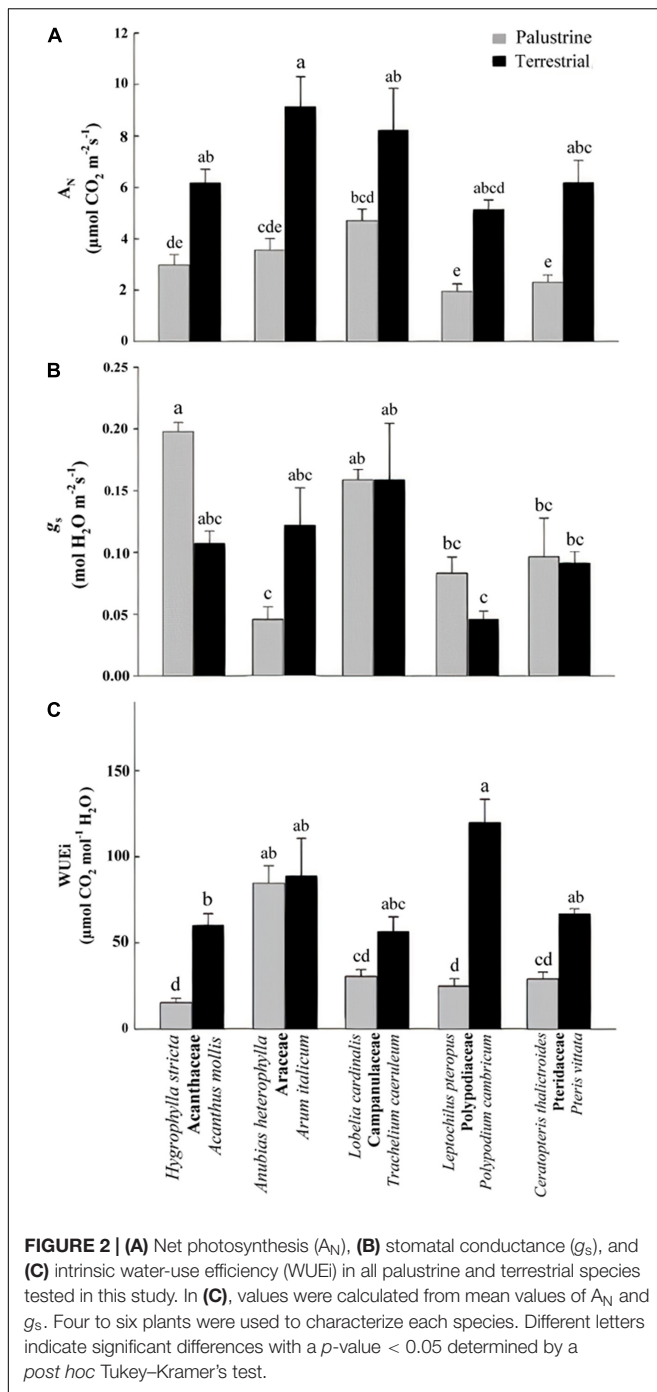 A
Palustrine
Terrestrial
A_N
(μmol CO₂ m⁻²s⁻¹)
12
10
8
6
4
2
0
de ab cde a bcd ab e abcd e abc
B
g_s
(mol H₂O m⁻²s⁻¹)
0.25
0.20
0.15
0.10
0.05
0.00
a abc c abc ab ab bc c bc bc
C
WUEi
(μmol CO₂ mol⁻¹ H₂O)
150
100
50
0
d b ab ab cd abc d a cd ab
Hygrophylla stricta
Acanthaceae
Acanthus mollis
Anubias heterophylla
Araceae
Arum italicum
Lobelia cardinalis
Campanulaceae
Trachelium caeruleum
Leptochilus pteropus
Polypodiaceae
Polypodium cambricum
Ceratopteris thalictroides
Pteridaceae
Pteris vittata
FIGURE 2 | (A) Net photosynthesis (A_N), (B) stomatal conductance (g_s), and
(C) intrinsic water-use efficiency (WUEi) in all palustrine and terrestrial species
tested in this study. In (C), values were calculated from mean values of A_N and
g_s. Four to six plants were used to characterize each species. Different letters
indicate significant differences with a p-value < 0.05 determined by a
post hoc Tukey–Kramer's test.